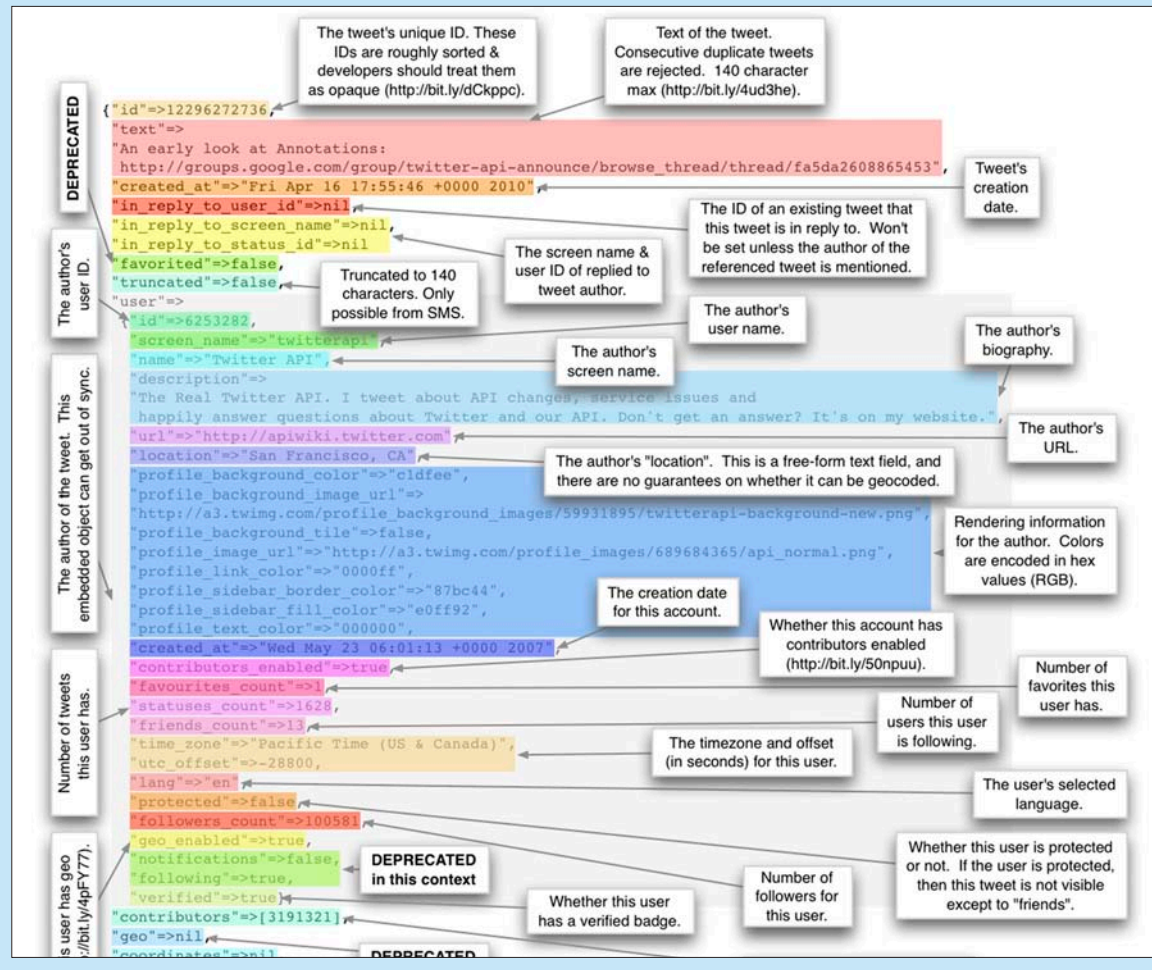 The tweet's unique ID. These
IDs are roughly sorted &
developers should treat them
as opaque (http://bit.ly/dCkppc).
Text of the tweet.
Consecutive duplicate tweets
are rejected. 140 character
max (http://bit.ly/4ud3he).
DEPRECATED
{"id"=>12296272736,
"text"=>
"An early look at Annotations:
http://groups.google.com/group/twitter-api-announce/browse_thread/thread/fa5da2608865453",
"created_at"=>"Fri Apr 16 17:55:46 +0000 2010",
"in_reply_to_user_id"=>nil,
"in_reply_to_screen_name"=>nil,
"in_reply_to_status_id"=>nil
"favorited"=>false,
"truncated"=>false,
"user"=>
Tweet's
creation
date.
The ID of an existing tweet that
this tweet is in reply to. Won't
be set unless the author of the
referenced tweet is mentioned.
The screen name &
user ID of replied to
tweet author.
Truncated to 140
characters. Only
possible from SMS.
The author's
user ID.
"id"=>6253282,
"screen_name"=>"twitterapi",
"name"=>"Twitter API",
"description"=>
"The Real Twitter API. I tweet about API changes, service issues and
happily answer questions about Twitter and our API. Don't get an answer? It's on my website.",
"url"=>"http://apiwiki.twitter.com",
"location"=>"San Francisco, CA",
The author's
user name.
The author's
screen name.
The author's
biography.
The author's
URL.
The author's "location". This is a free-form text field, and
there are no guarantees on whether it can be geocoded.
The author of the tweet. This
embedded object can get out of sync.
"profile_background_color"=>"c1dfee",
"profile_background_image_url"=>
"http://a3.twimg.com/profile_background_images/59931895/twitterapi-background-new.png",
"profile_background_tile"=>false,
"profile_image_url"=>"http://a3.twimg.com/profile_images/689684365/api_normal.png",
"profile_link_color"=>"0000ff",
"profile_sidebar_border_color"=>"87bc44",
"profile_sidebar_fill_color"=>"e0ff92",
"profile_text_color"=>"000000",
"created_at"=>"Wed May 23 06:01:13 +0000 2007",
"contributors_enabled"=>true,
"favourites_count"=>1,
"statuses_count"=>1628,
"friends_count"=>13,
"time_zone"=>"Pacific Time (US & Canada)",
"utc_offset"=>-28800,
"lang"=>"en",
"protected"=>false,
"followers_count"=>100581,
"geo_enabled"=>true,
"notifications"=>false,
"following"=>true,
"verified"=>true},
"contributors"=>[3191321],
"geo"=>nil,
"coordinates"=>nil,
Rendering information
for the author. Colors
are encoded in hex
values (RGB).
The creation date
for this account.
Whether this account has
contributors enabled
(http://bit.ly/50npuu).
Number of
favorites this
user has.
Number of tweets
this user has.
Number of
users this user
is following.
The timezone and offset
(in seconds) for this user.
The user's selected
language.
Whether this user is protected
or not. If the user is protected,
then this tweet is not visible
except to "friends".
DEPRECATED
in this context
Number of
followers for
this user.
Whether this user
has a verified badge.
user has geo
//bit.ly/4pFY77).
DEPRECATED